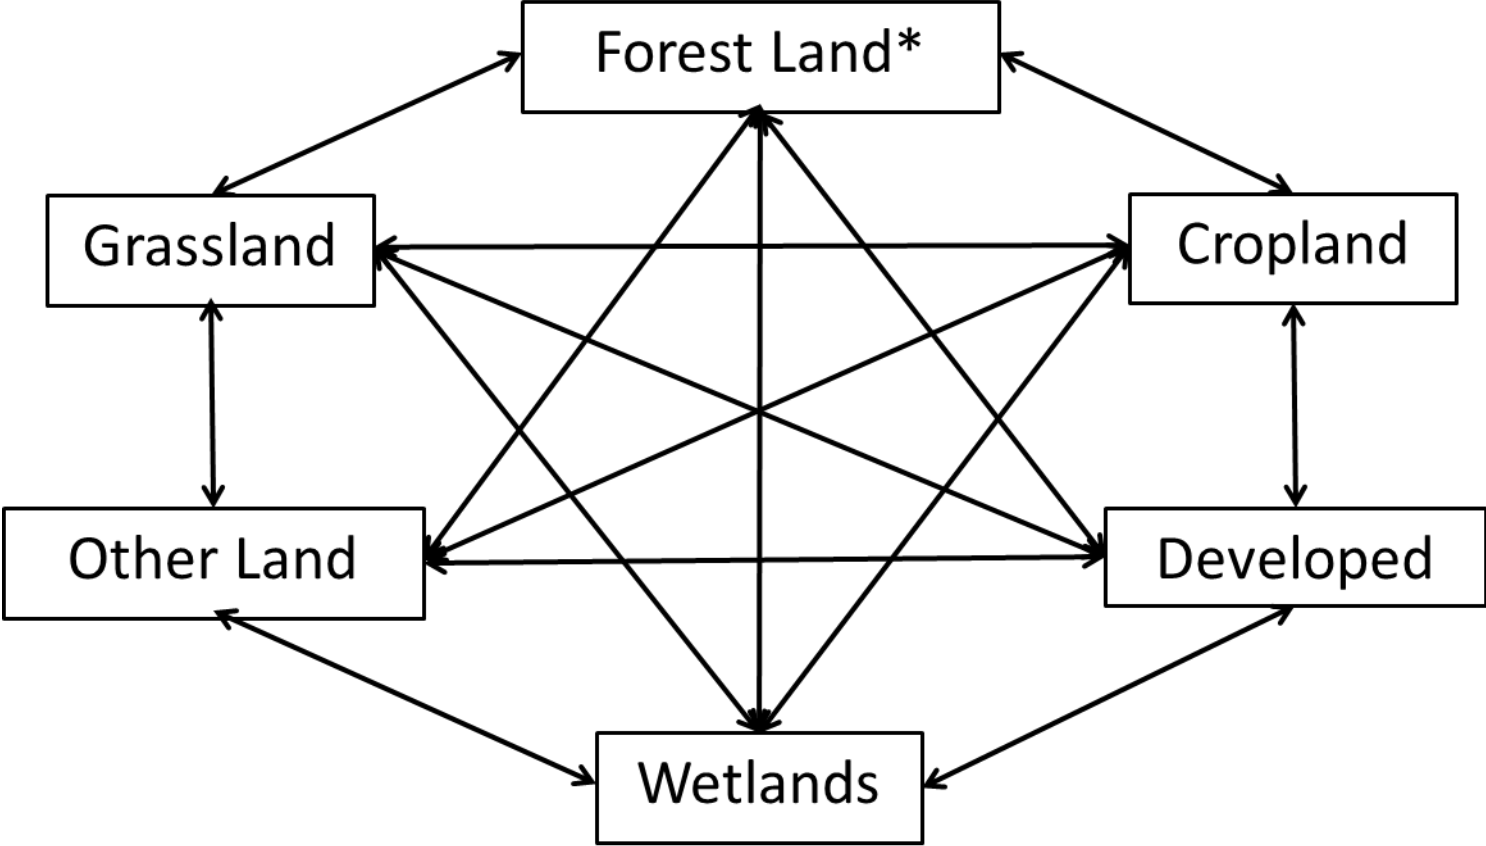 Forest Land*
Grassland
Cropland
Other Land
Developed
Wetlands